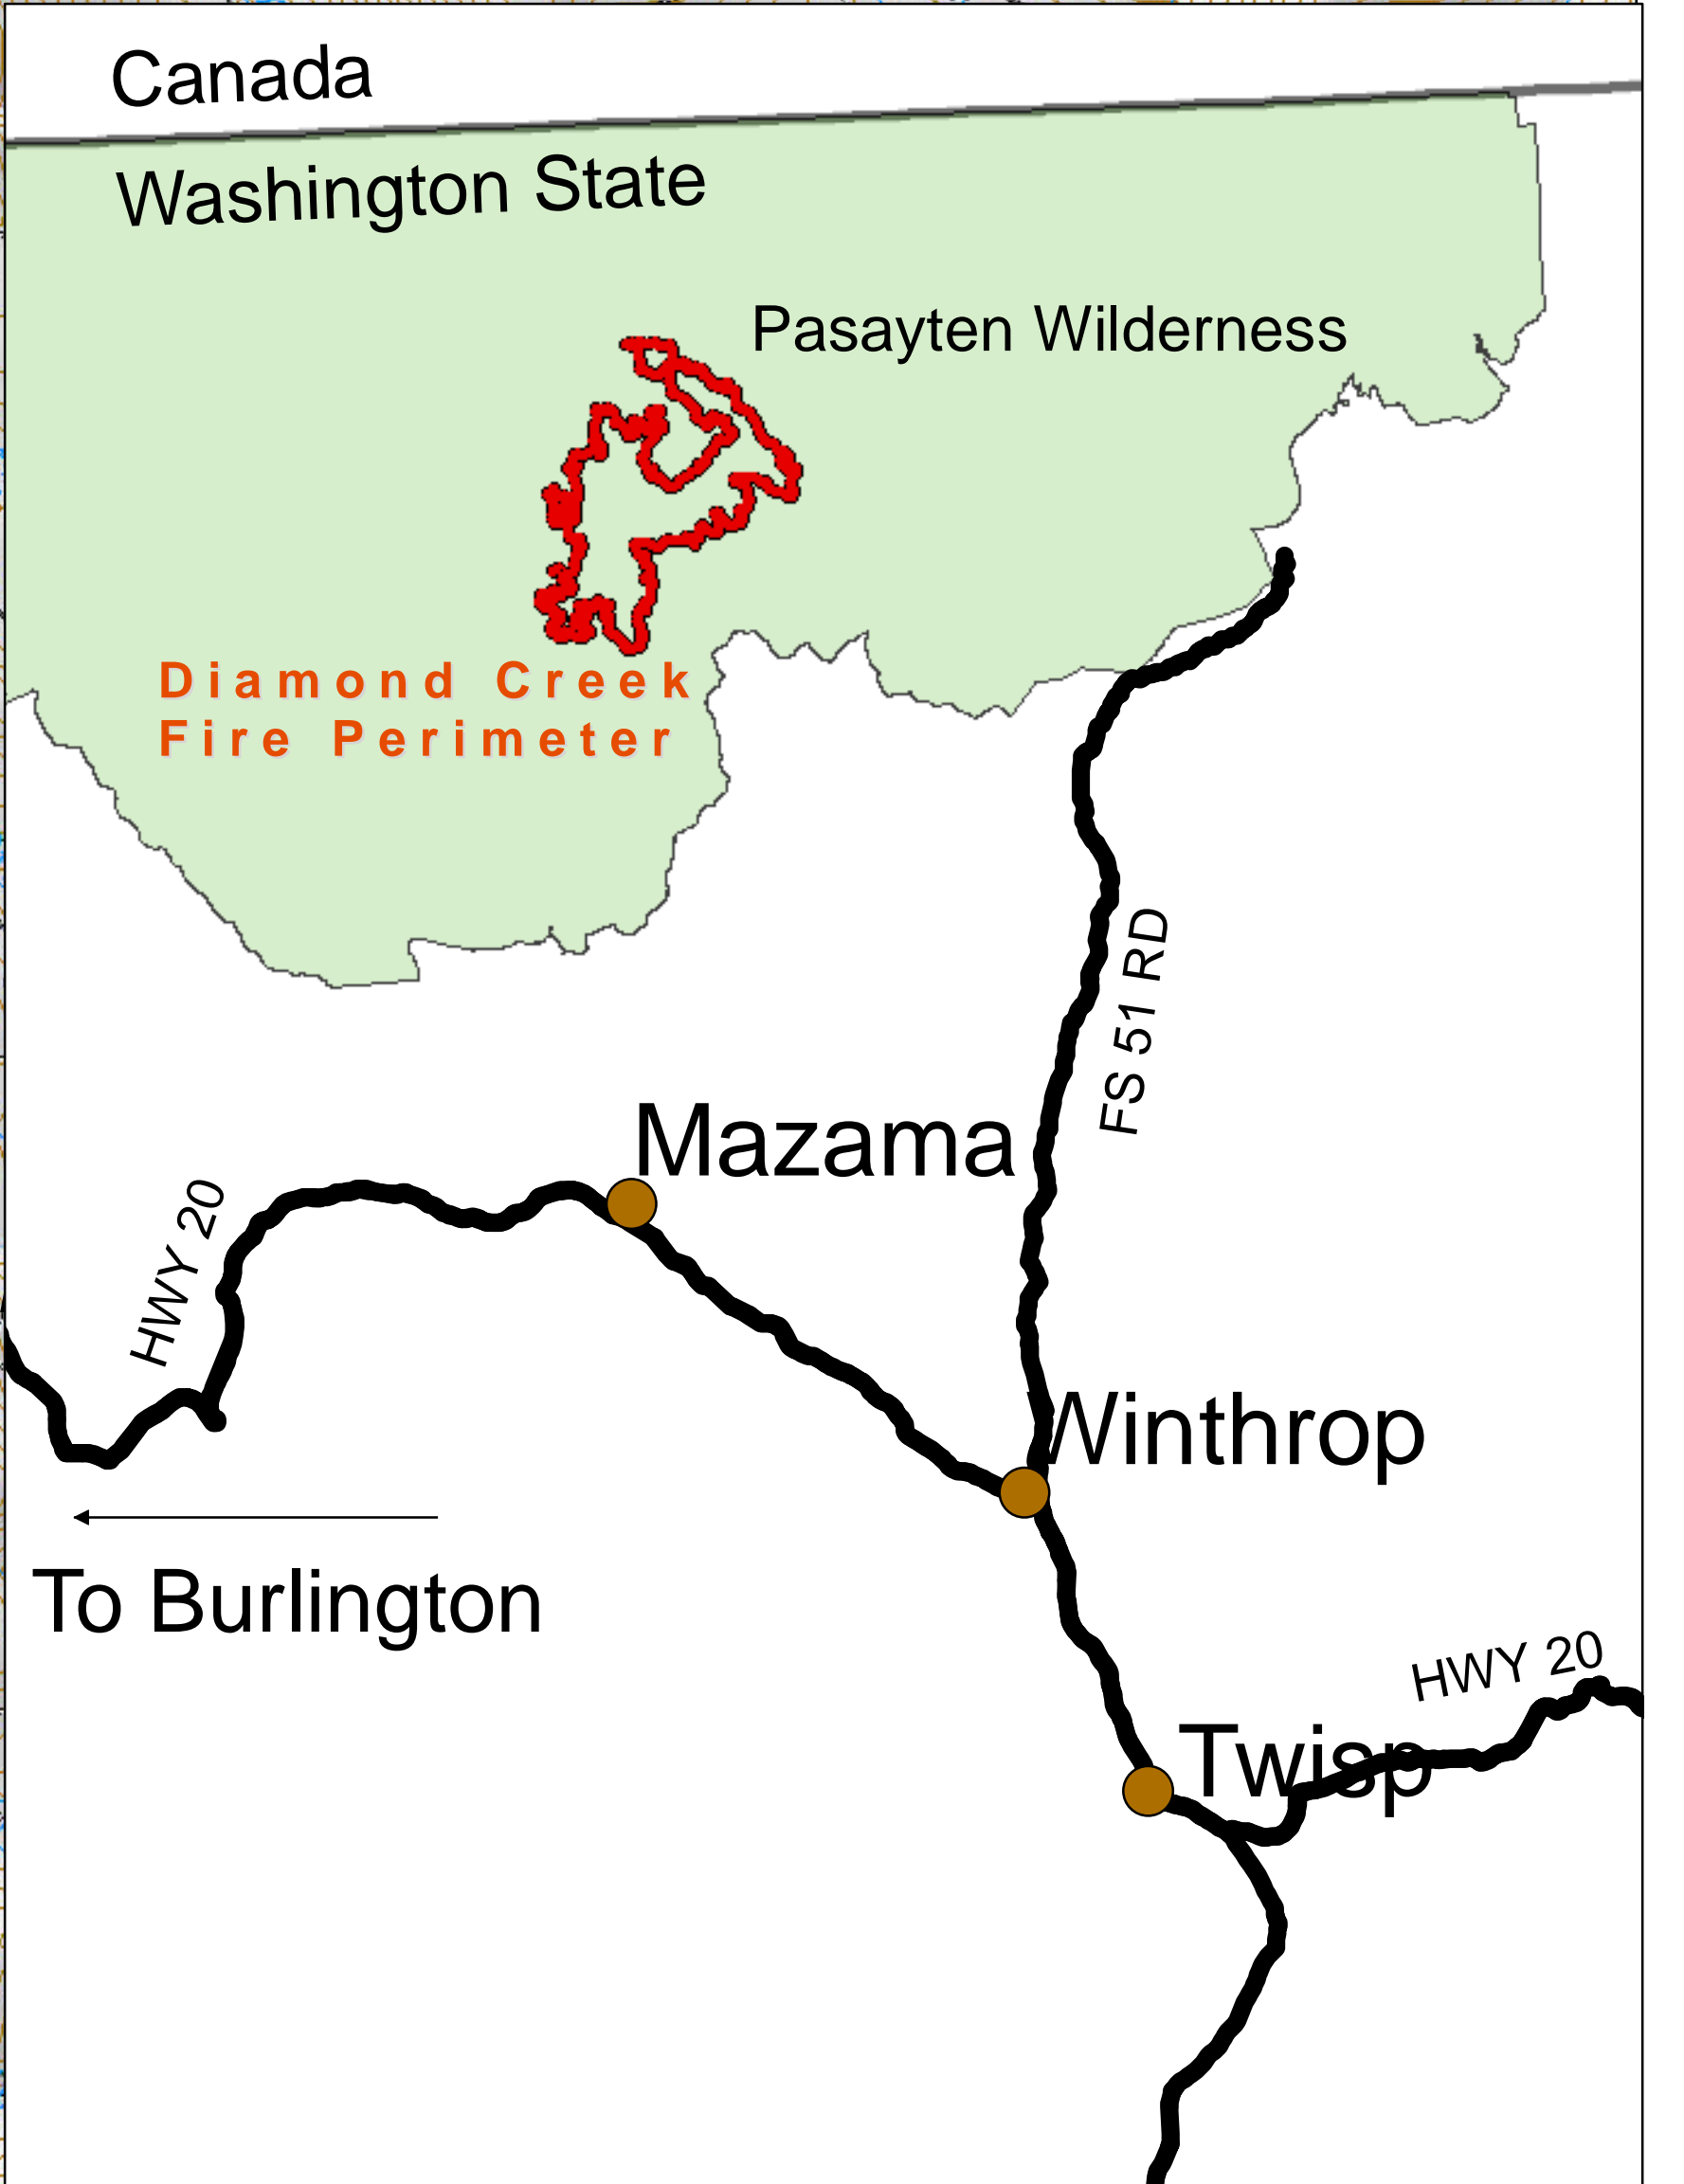 Canada
Washington State
Pasayten Wilderness
Diamond Creek
Fire Perimeter
FS 51 RD
Mazama
HWY 20
Winthrop
To Burlington
HWY 20
Twisp